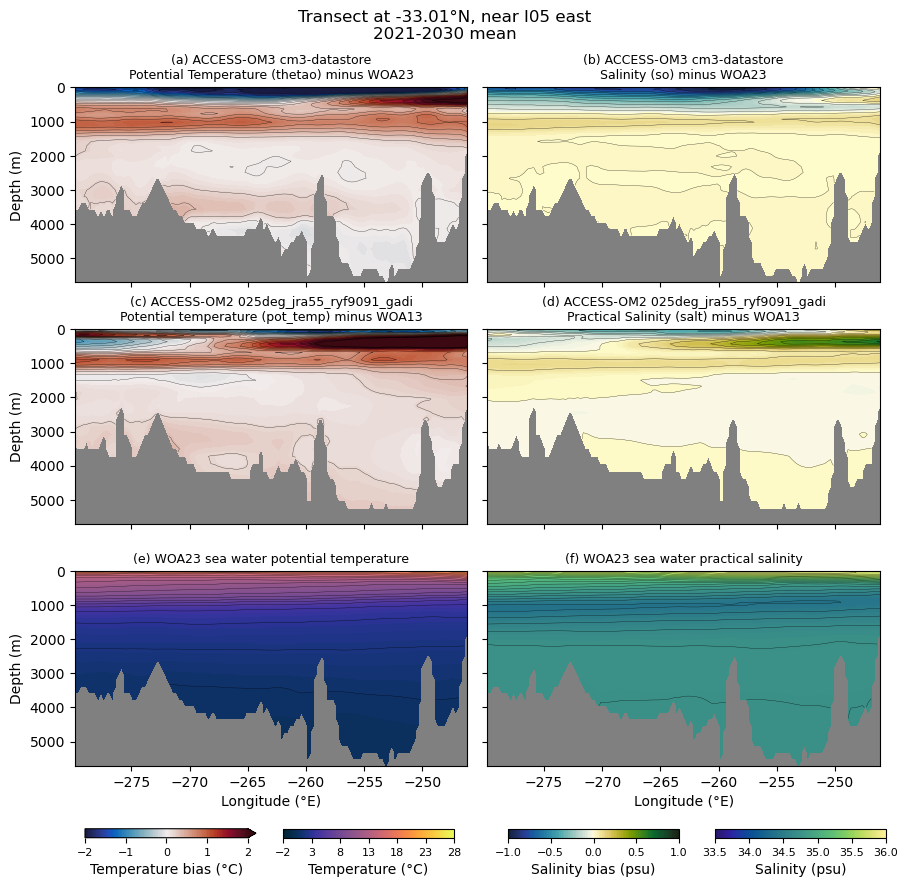 Transect at -33.01°N, near I05 east
2021-2030 mean
(a) ACCESS-OM3 cm3-datastore
Potential Temperature (thetao) minus WOA23
(b) ACCESS-OM3 cm3-datastore
Salinity (so) minus WOA23
0
1000
2000
3000
4000
5000
Depth (m)
(c) ACCESS-OM2 025deg_jra55_ryf9091_gadi
Potential temperature (pot_temp) minus WOA13
(d) ACCESS-OM2 025deg_jra55_ryf9091_gadi
Practical Salinity (salt) minus WOA13
0
1000
2000
3000
4000
5000
Depth (m)
(e) WOA23 sea water potential temperature
(f) WOA23 sea water practical salinity
0
1000
2000
3000
4000
5000
Depth (m)
−275 −270 −265 −260 −255 −250
−275 −270 −265 −260 −255 −250
Longitude (°E)
Longitude (°E)
−2 −1 0 1 2
Temperature bias (°C)
−2 3 8 13 18 23 28
Temperature (°C)
−1.0 −0.5 0.0 0.5 1.0
Salinity bias (psu)
33.5 34.0 34.5 35.0 35.5 36.0
Salinity (psu)